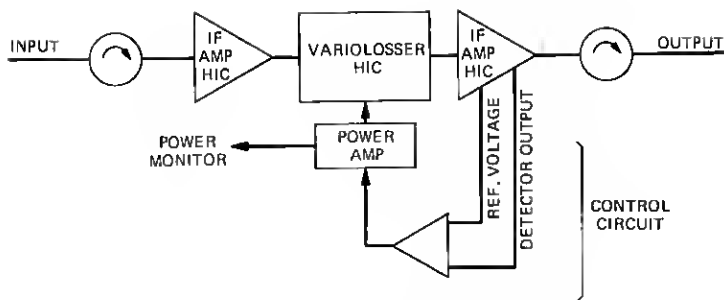 INPUT
IF
AMP
HIC
VARIOLOSSER
HIC
IF
AMP
HIC
OUTPUT
POWER
MONITOR
POWER
AMP
REF. VOLTAGE
DETECTOR OUTPUT
CONTROL
CIRCUIT